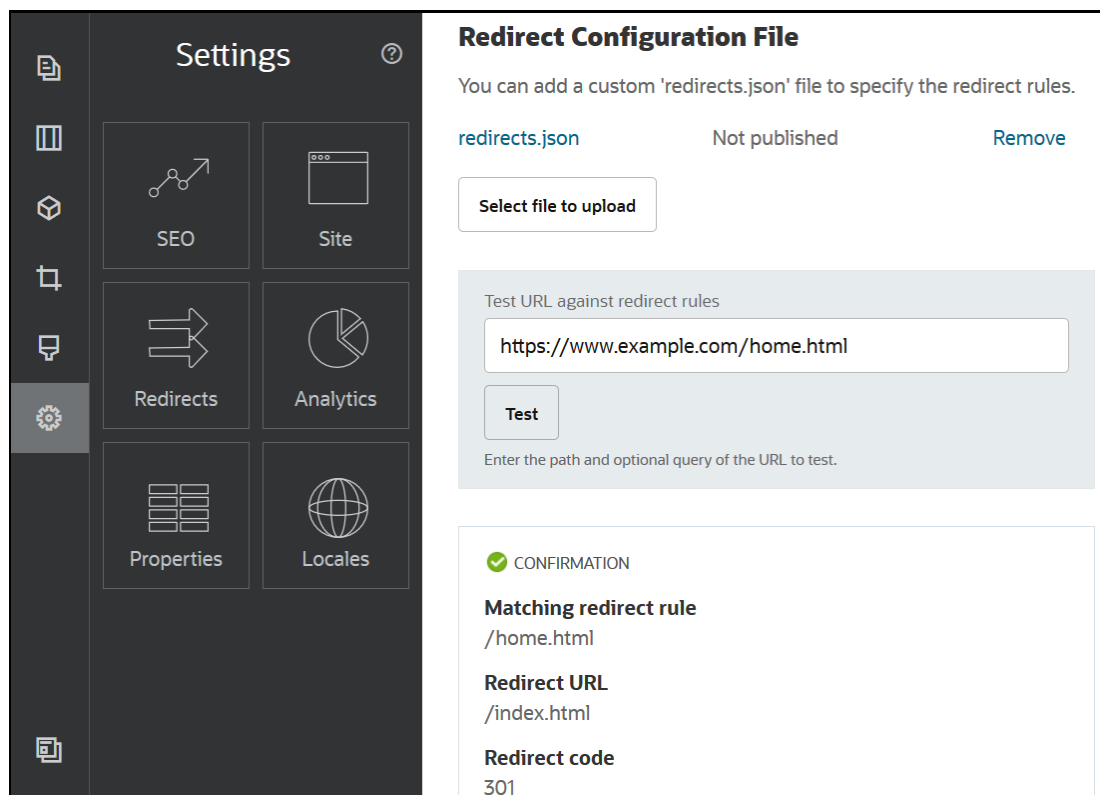 Settings
SEO
Site
Redirects
Analytics
Properties
Locales
Redirect Configuration File
You can add a custom 'redirects.json' file to specify the redirect rules.
redirects.json Not published Remove
Select file to upload
Test URL against redirect rules
https://www.example.com/home.html
Test
Enter the path and optional query of the URL to test.
CONFIRMATION
Matching redirect rule
/home.html
Redirect URL
/index.html
Redirect code
301